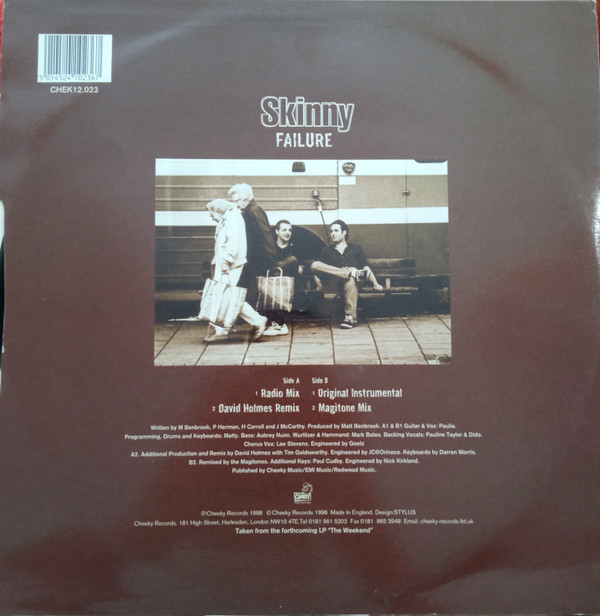 5 014524 102367
CHEK12.023
Skinny
FAILURE
Side A
1 Radio Mix
2 David Holmes Remix
Side B
1 Original Instrumental
2 Magitone Mix
Written by M Benbrook, P Herman, H Carrell and J McCarthy. Produced by Matt Benbrook. A1 & B1 Guitar & Vox: Paulie.
Programming, Drums and Keyboards: Matty. Bass: Aubrey Nunn. Wurlitzer & Hammond: Mark Bates. Backing Vocals: Pauline Taylor & Dido.
Chorus Vox: Lee Stevens. Engineered by Goetz
A2. Additional Production and Remix by David Holmes with Tim Goldsworthy. Engineered by JC@Orinoco. Keyboards by Darren Morris.
B2. Remixed by the Magitones. Additional Keys: Paul Cudby. Engineered by Nick Kirkland.
Published by Cheeky Music/EMI Music/Redwood Music.
CHEEKY
℗Cheeky Records 1998 ©Cheeky Records 1998 Made In England. Design:STYLUS
Cheeky Records. 181 High Street, Harlesden, London NW10 4TE.Tel 0181 961 5202 Fax 0181 965 3948 Email: cheeky-records.ltd.uk
Taken from the forthcoming LP "The Weekend"